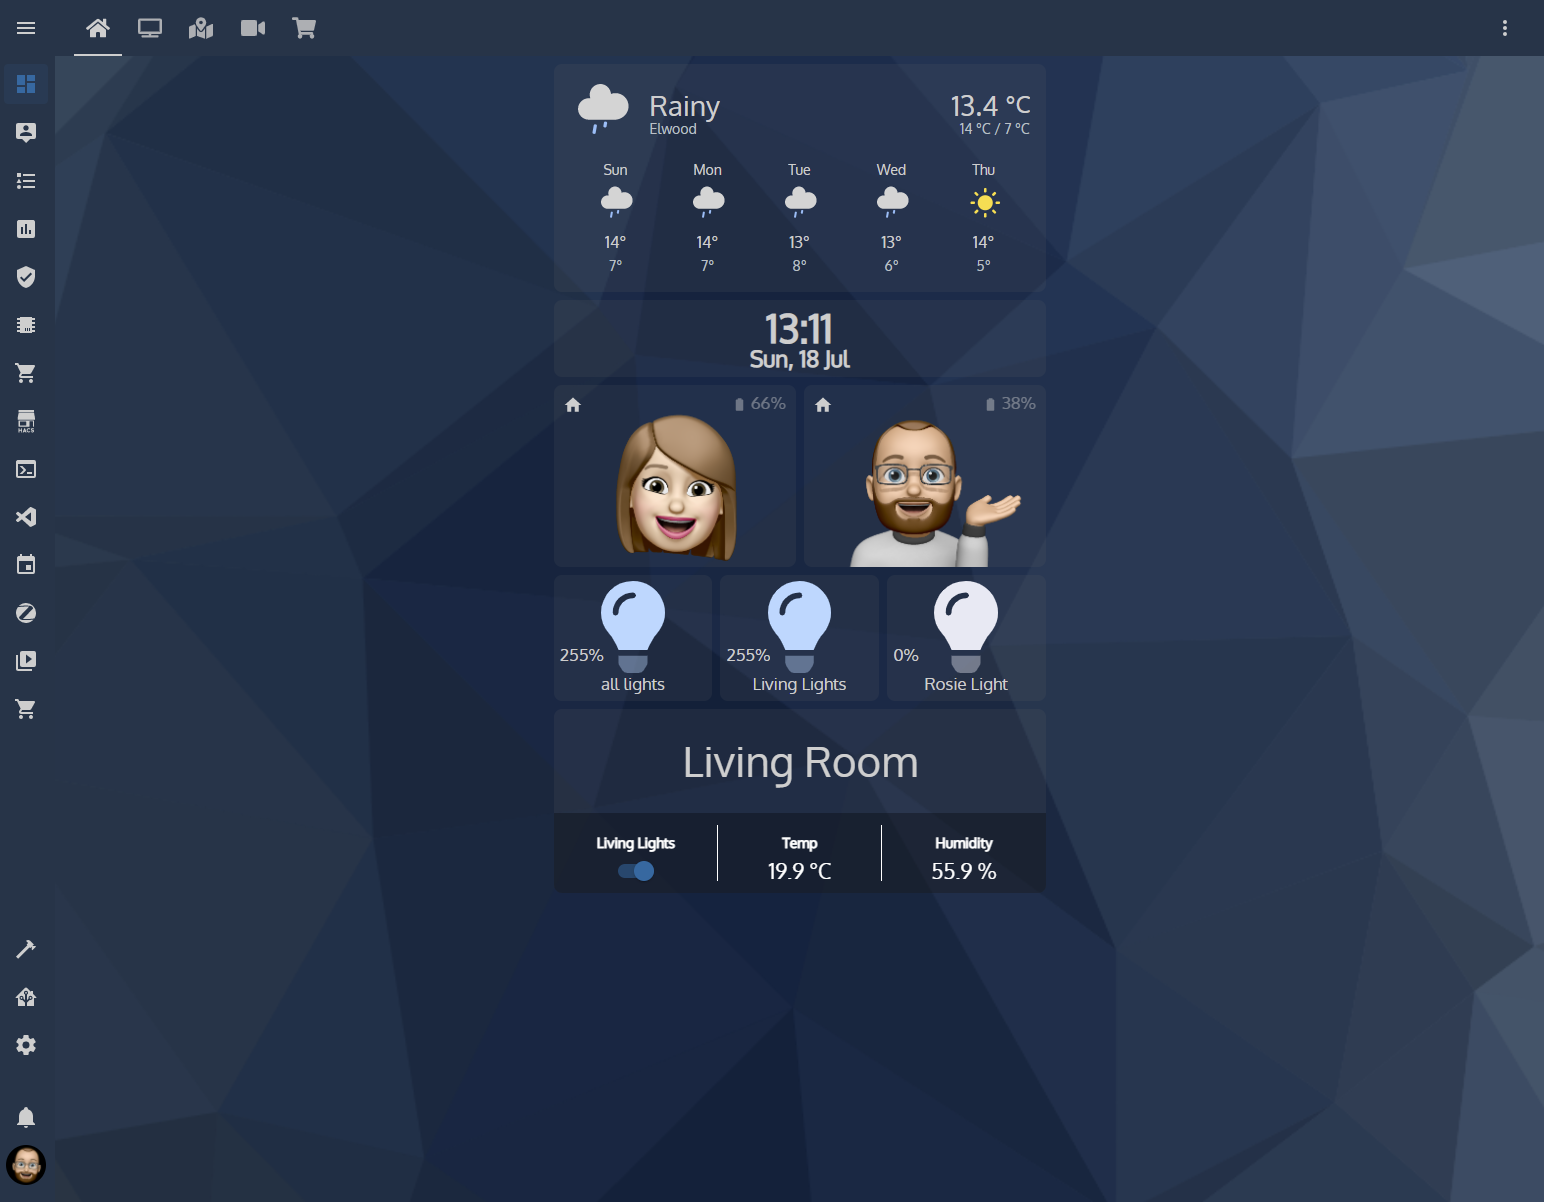 Rainy
Elwood
13.4 °C
14 °C / 7 °C
Sun Mon Tue Wed Thu
14° 14° 13° 13° 14°
7° 7° 8° 6° 5°
13:11
Sun, 18 Jul
66%
38%
HACS
255%
all lights
255%
Living Lights
0%
Rosie Light
Living Room
Living Lights Temp Humidity
19.9 °C 55.9 %